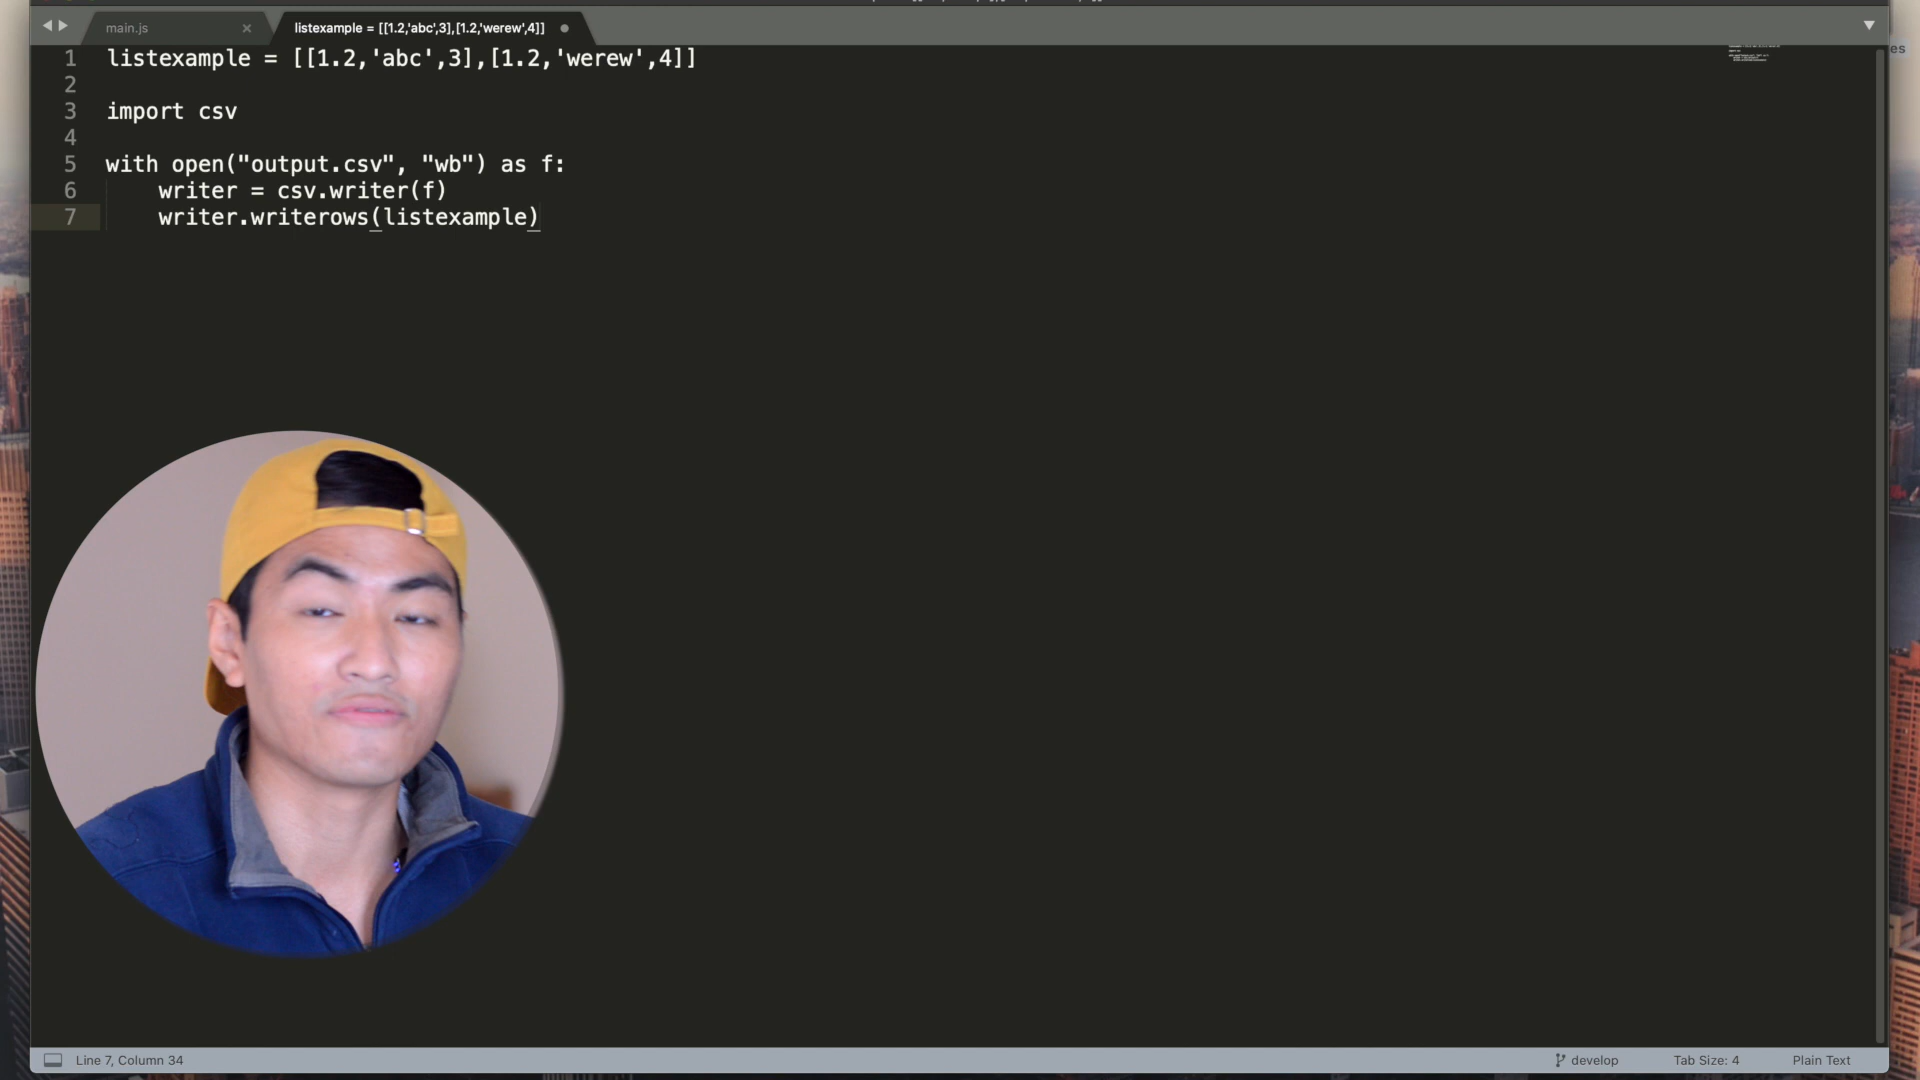 main.js
listexample = [[1.2,'abc',3],[1.2,'werew',4]]
es
1 listexample = [[1.2,'abc',3],[1.2,'werew',4]]
2
3 import csv
4
5 with open("output.csv", "wb") as f:
6 writer = csv.writer(f)
7 writer.writerows(listexample)
Line 7, Column 34
develop
Tab Size: 4
Plain Text